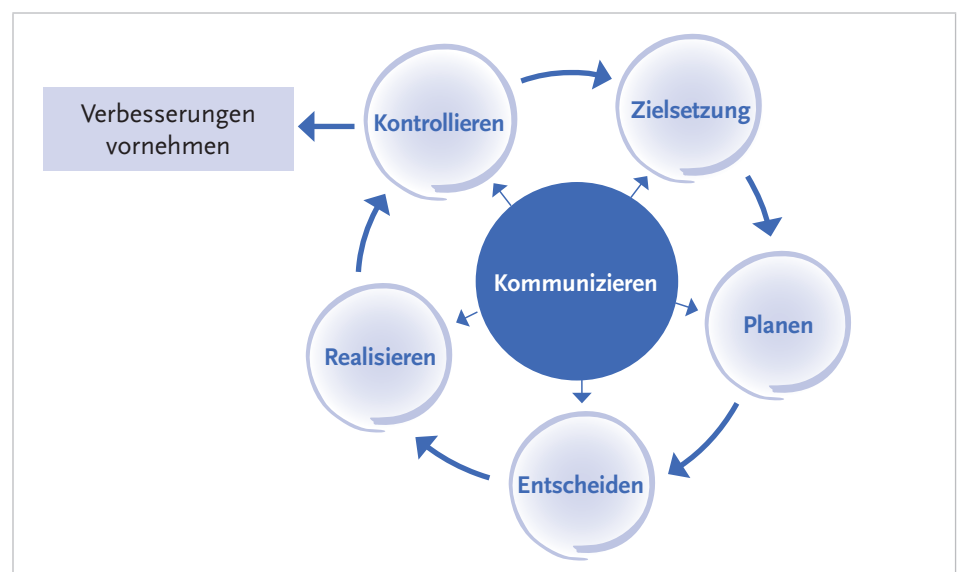 Verbesserungen
vornehmen
Kontrollieren
Zielsetzung
Kommunizieren
Planen
Realisieren
Entscheiden